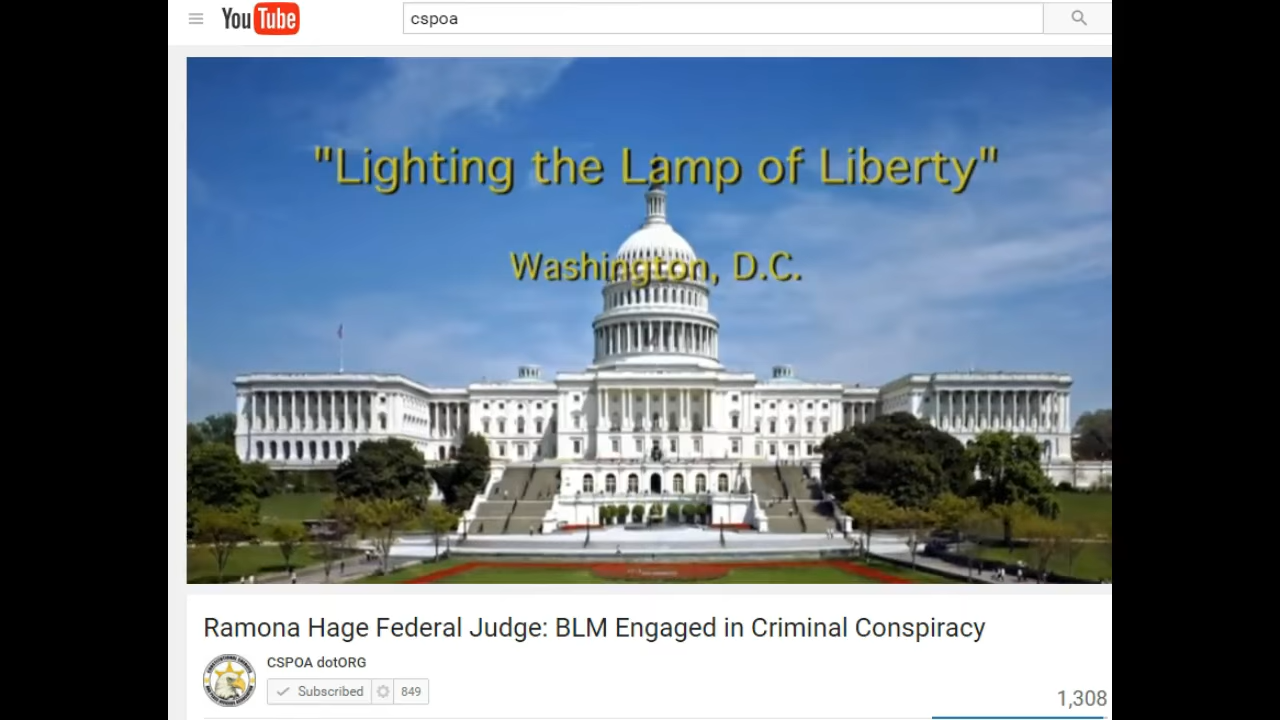 YouTube
cspoa
"Lighting the Lamp of Liberty"
Washington, D.C.
Ramona Hage Federal Judge: BLM Engaged in Criminal Conspiracy
CSPOA dotORG
Subscribed 849
1,308